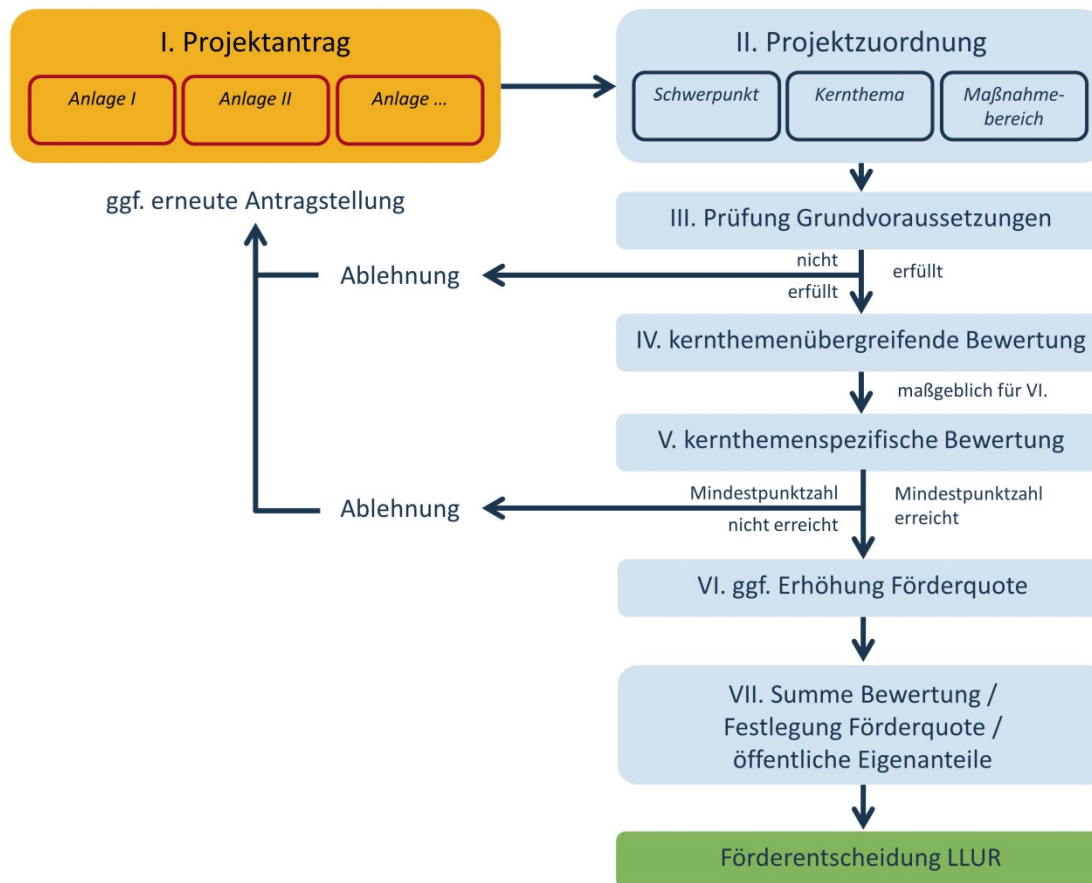 I. Projektantrag
Anlage I
Anlage II
Anlage ...
II. Projektzuordnung
Schwerpunkt
Kernthema
Maßnahme-
bereich
ggf. erneute Antragstellung
III. Prüfung Grundvoraussetzungen
nicht
erfüllt
erfüllt
Ablehnung
IV. kernthemenübergreifende Bewertung
maßgeblich für VI.
V. kernthemenspezifische Bewertung
Mindestpunktzahl
nicht erreicht
Mindestpunktzahl
erreicht
Ablehnung
VI. ggf. Erhöhung Förderquote
VII. Summe Bewertung /
Festlegung Förderquote /
öffentliche Eigenanteile
Förderentscheidung LLUR